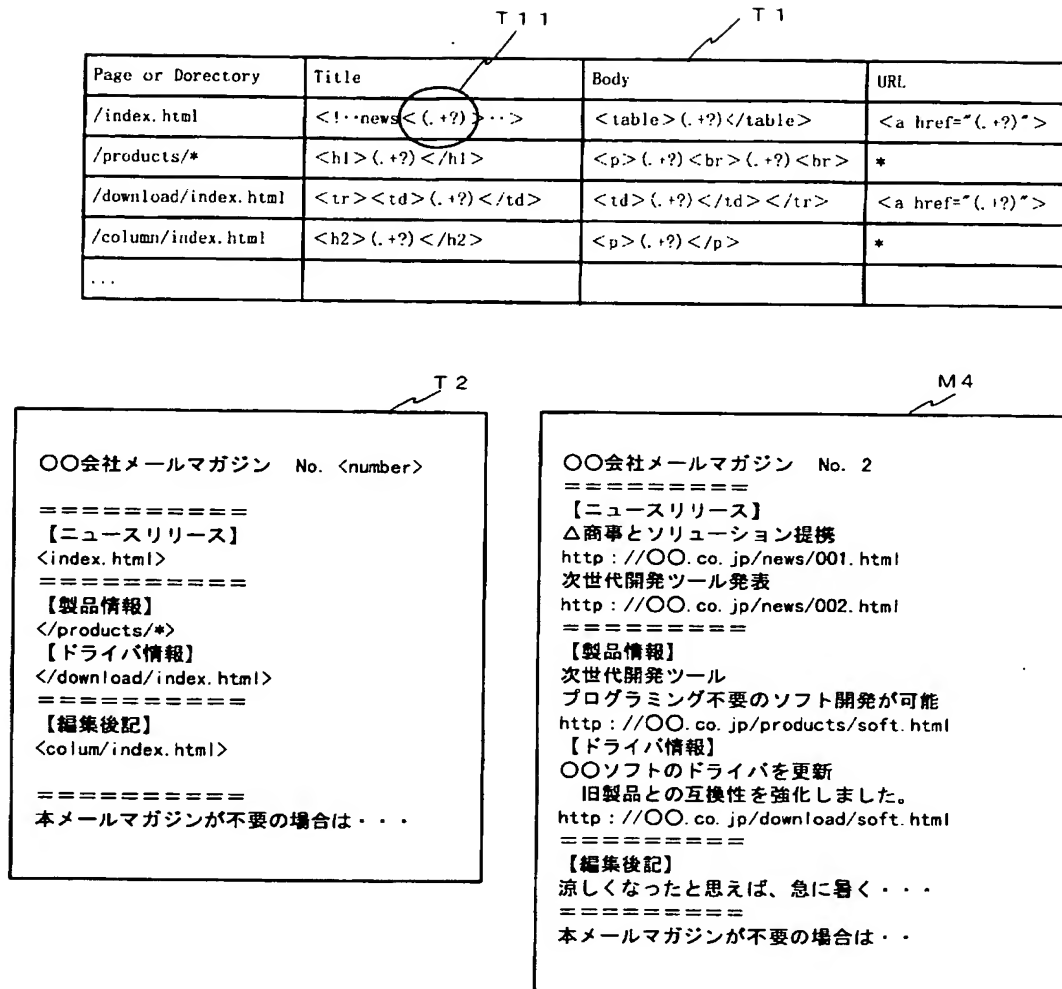 T11 T1
Page or Dorectory Title Body URL
/index.html <!··news<(.+?)>··> <table>(.+?)</table> <a href="(.+?)">
/products/* <h1>(.+?)</h1> <p>(.+?)<br>(.+?)<br> *
/download/index.html <tr><td>(.+?)</td> <td>(.+?)</td></tr> <a href="(.+?)">
/column/index.html <h2>(.+?)</h2> <p>(.+?)</p> *
...
T2
〇〇会社メールマガジン No. <number>
==========
【ニュースリリース】
<index.html>
==========
【製品情報】
</products/*>
【ドライバ情報】
</download/index.html>
==========
【編集後記】
<colum/index.html>
==========
本メールマガジンが不要の場合は・・・
M4
〇〇会社メールマガジン No. 2
=========
【ニュースリリース】
△商事とソリューション提携
http://〇〇.co.jp/news/001.html
次世代開発ツール発表
http://〇〇.co.jp/news/002.html
=========
【製品情報】
次世代開発ツール
プログラミング不要のソフト開発が可能
http://〇〇.co.jp/products/soft.html
【ドライバ情報】
〇〇ソフトのドライバを更新
旧製品との互換性を強化しました。
http://〇〇.co.jp/download/soft.html
=========
【編集後記】
涼しくなったと思えば、急に暑く・・・
=========
本メールマガジンが不要の場合は・・